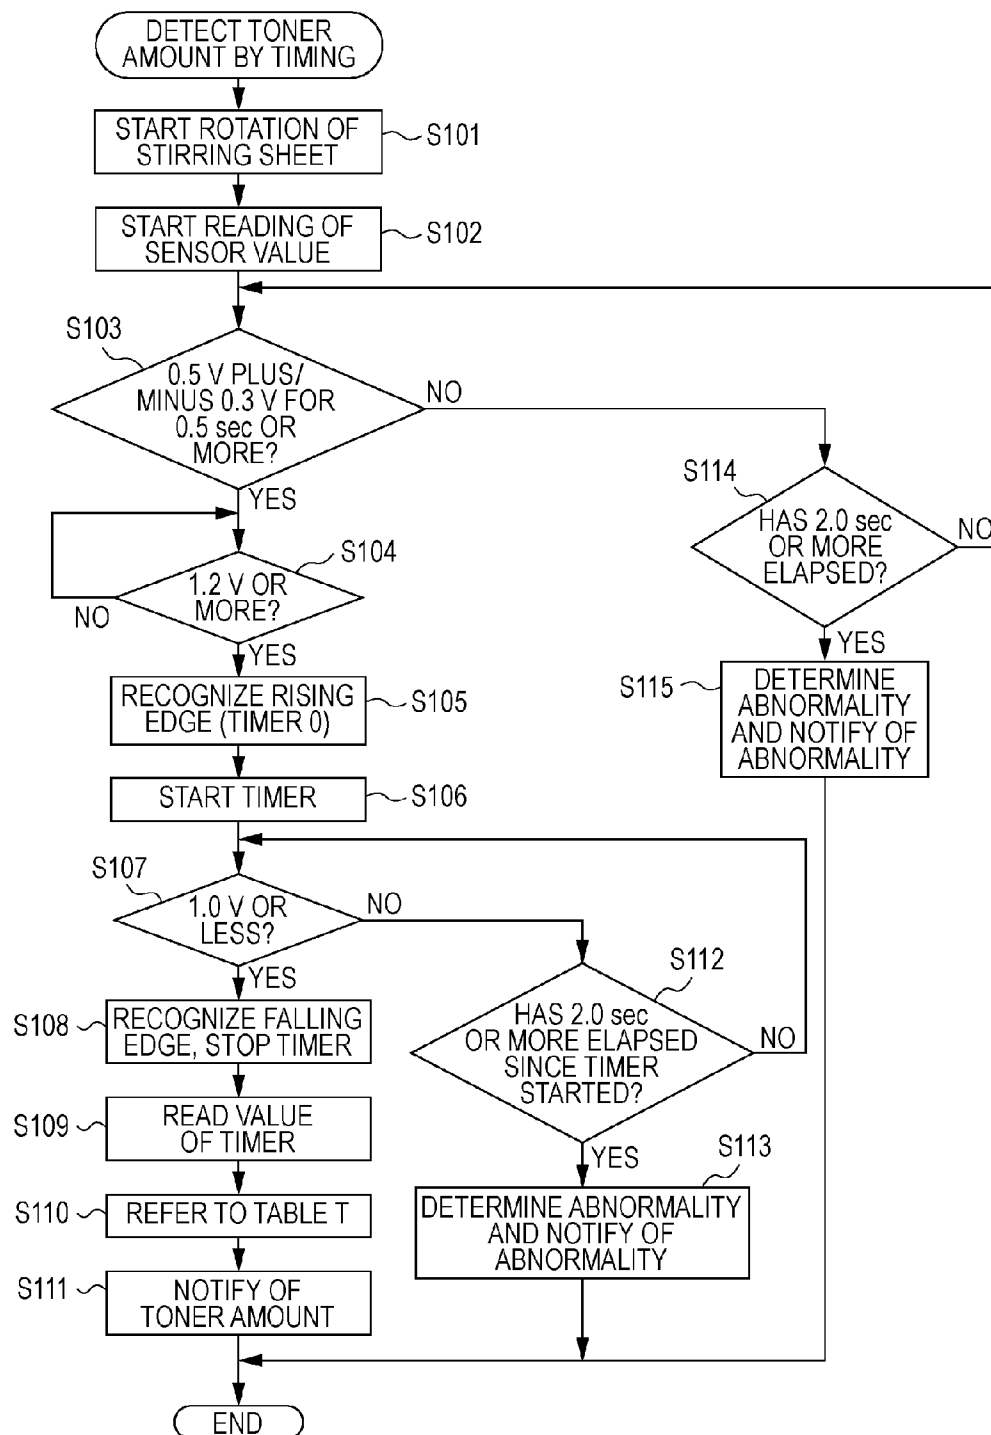 DETECT TONER
AMOUNT BY TIMING
START ROTATION OF
STIRRING SHEET
S101
START READING OF
SENSOR VALUE
S102
S103
0.5 V PLUS/
MINUS 0.3 V FOR
0.5 sec OR
MORE?
NO
YES
S114
HAS 2.0 sec
OR MORE
ELAPSED?
NO
YES
S104
1.2 V OR
MORE?
NO
YES
S115
DETERMINE
ABNORMALITY
AND NOTIFY OF
ABNORMALITY
RECOGNIZE RISING
EDGE (TIMER 0)
S105
START TIMER
S106
S107
1.0 V OR
LESS?
NO
YES
S112
HAS 2.0 sec
OR MORE ELAPSED
SINCE TIMER
STARTED?
NO
YES
S108
RECOGNIZE FALLING
EDGE, STOP TIMER
S109
READ VALUE
OF TIMER
S113
DETERMINE ABNORMALITY
AND NOTIFY OF
ABNORMALITY
S110
REFER TO TABLE T
S111
NOTIFY OF
TONER AMOUNT
END